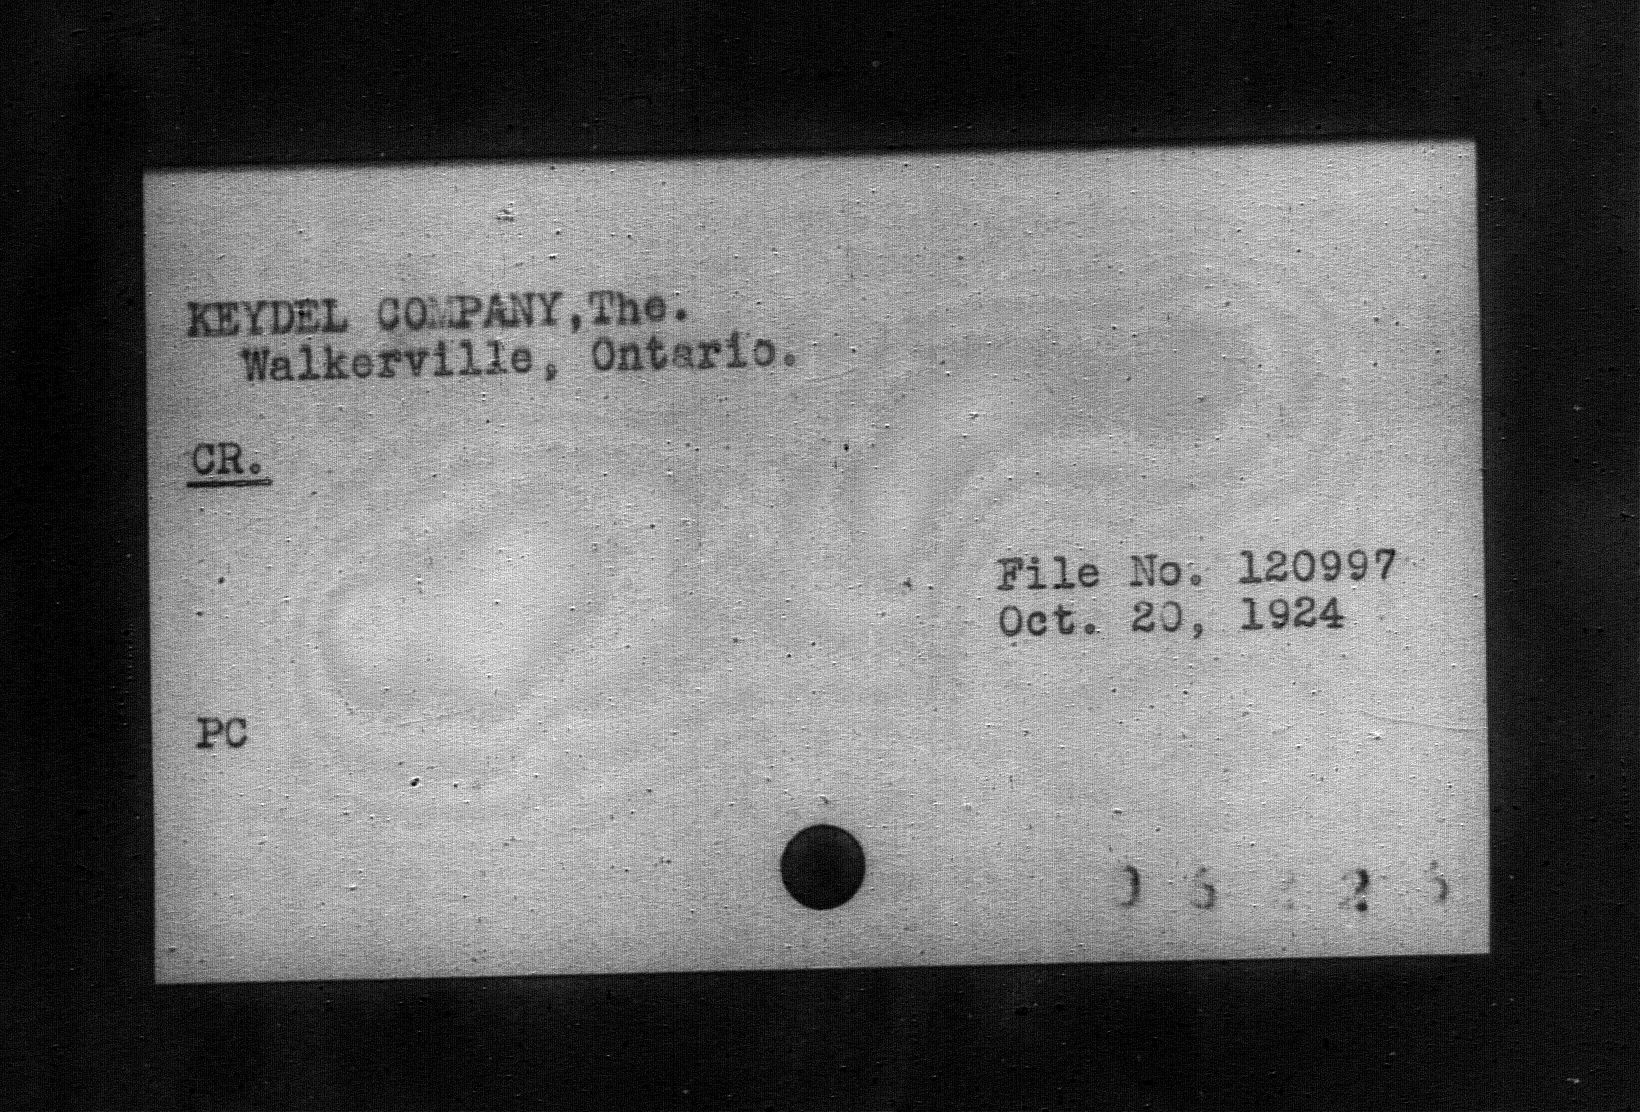 KEYDEL COMPANY,The.
Walkerville, Ontario.
CR.
File No. 120997
Oct. 20, 1924
PC